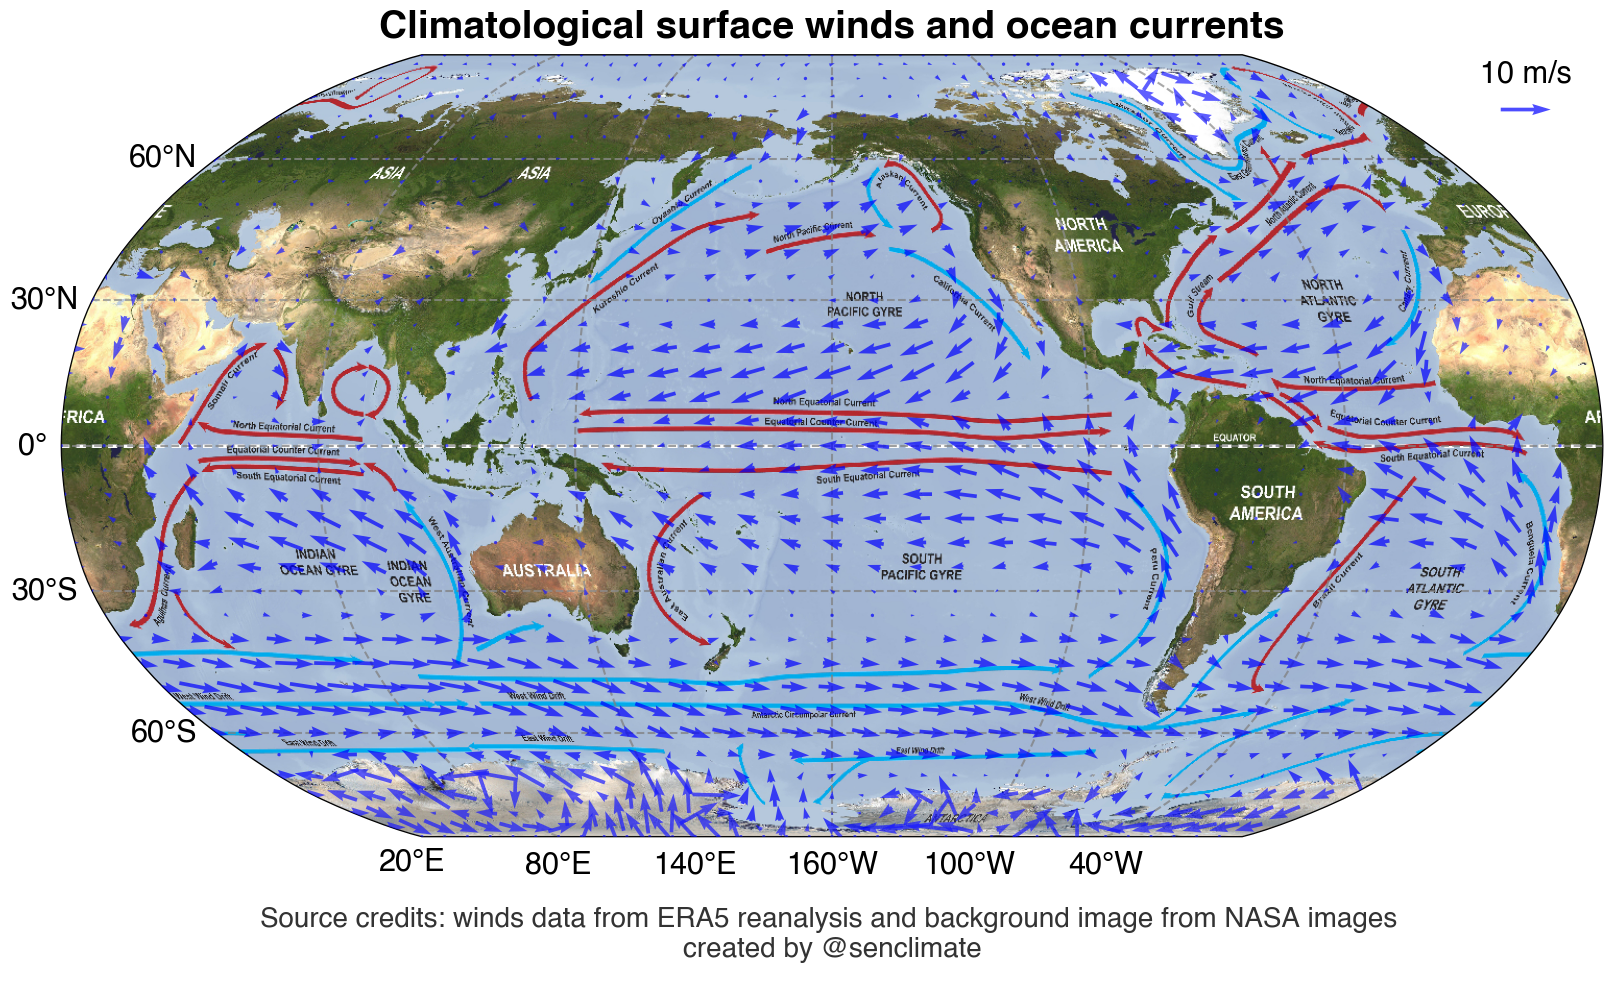 Climatological surface winds and ocean currents
10 m/s
60°N
30°N
0°
30°S
60°S
ASIA
ASIA
Oyashio Current
Alaskan Current
North Pacific Current
Kuroshio Current
California Current
NORTH
PACIFIC GYRE
NORTH
AMERICA
Labrador Current
North Atlantic Current
EUROP
Gulf Stream
NORTH
ATLANTIC
GYRE
Canary Current
Somali Current
FRICA
North Equatorial Current
Equatorial Counter Current
South Equatorial Current
North Equatorial Current
Equatorial Counter Current
South Equatorial Current
North Equatorial Current
Equatorial Counter Current
South Equatorial Current
EQUATOR
AF
SOUTH
AMERICA
INDIAN
OCEAN GYRE
INDIAN
OCEAN
GYRE
West Australian Current
AUSTRALIA
East Australian Current
SOUTH
PACIFIC GYRE
Peru Current
Brazil Current
SOUTH
ATLANTIC
GYRE
Benguela Current
Agulhas Current
West Wind Drift
West Wind Drift
West Wind Drift
Antarctic Circumpolar Current
East Wind Drift
East Wind Drift
East Wind Drift
ANTARCTICA
20°E
80°E
140°E
160°W
100°W
40°W
Source credits: winds data from ERA5 reanalysis and background image from NASA images
created by @senclimate